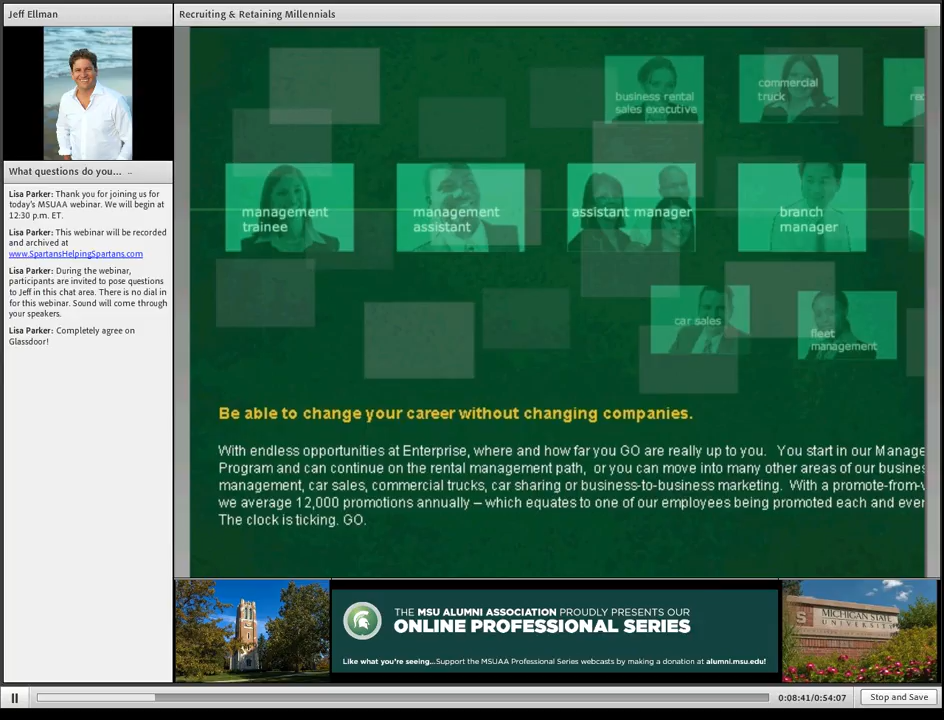 Jeff Ellman
Recruiting & Retaining Millennials
What questions do you... ..
Lisa Parker: Thank you for joining us for
today's MSUAA webinar. We will begin at
12:30 p.m. ET.
Lisa Parker: This webinar will be recorded
and archived at
www.SpartansHelpingSpartans.com
Lisa Parker: During the webinar,
participants are invited to pose questions
to Jeff in this chat area. There is no dial in
for this webinar. Sound will come through
your speakers.
Lisa Parker: Completely agree on
Glassdoor!
business rental
sales executive
commercial
truck
rec
management
trainee
management
assistant
assistant manager
branch
manager
car sales
fleet
management
Be able to change your career without changing companies.
With endless opportunities at Enterprise, where and how far you GO are really up to you. You start in our Manage
Program and can continue on the rental management path, or you can move into many other areas of our busines
management, car sales, commercial trucks, car sharing or business-to-business marketing. With a promote-from-w
we average 12,000 promotions annually – which equates to one of our employees being promoted each and ever
The clock is ticking. GO.
THE MSU ALUMNI ASSOCIATION PROUDLY PRESENTS OUR
ONLINE PROFESSIONAL SERIES
Like what you're seeing...Support the MSUAA Professional Series webcasts by making a donation at alumni.msu.edu!
S
MICHIGAN STATE
UNIVERSITY
0:08:41/0:54:07
Stop and Save